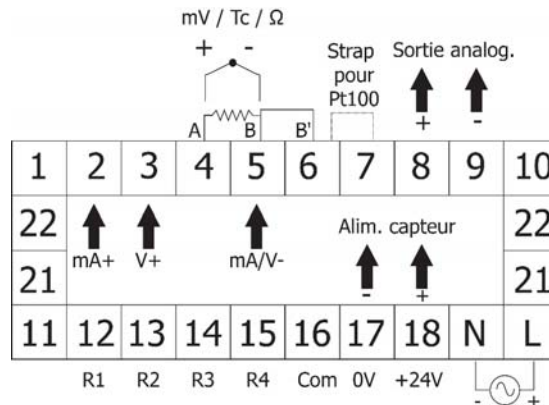 mV / Tc / Ω
+ -
Strap pour Pt100
Sortie analog.
+ -
A B B'
1 2 3 4 5 6 7 8 9 10
22 22
mA+ V+ mA/V-
Alim. capteur
- +
21 21
11 12 13 14 15 16 17 18 N L
R1 R2 R3 R4 Com 0V +24V
- +